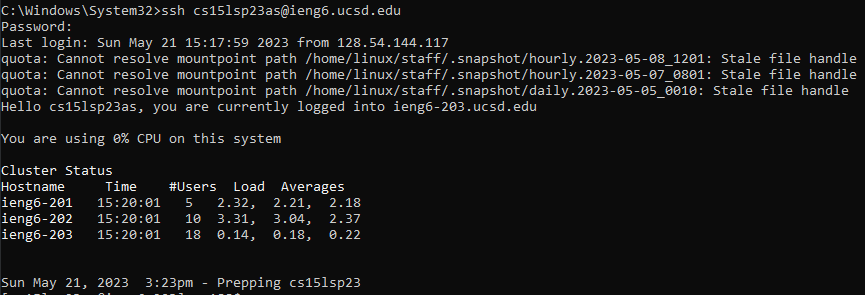 C:\Windows\System32>ssh cs15lsp23as@ieng6.ucsd.edu
Password:
Last login: Sun May 21 15:17:59 2023 from 128.54.144.117
quota: Cannot resolve mountpoint path /home/linux/staff/.snapshot/hourly.2023-05-08_1201: Stale file handle
quota: Cannot resolve mountpoint path /home/linux/staff/.snapshot/hourly.2023-05-07_0801: Stale file handle
quota: Cannot resolve mountpoint path /home/linux/staff/.snapshot/daily.2023-05-05_0010: Stale file handle
Hello cs15lsp23as, you are currently logged into ieng6-203.ucsd.edu
You are using 0% CPU on this system
Cluster Status
Hostname Time #Users Load Averages
ieng6-201 15:20:01 5 2.32, 2.21, 2.18
ieng6-202 15:20:01 10 3.31, 3.04, 2.37
ieng6-203 15:20:01 18 0.14, 0.18, 0.22
Sun May 21, 2023 3:23pm - Prepping cs15lsp23